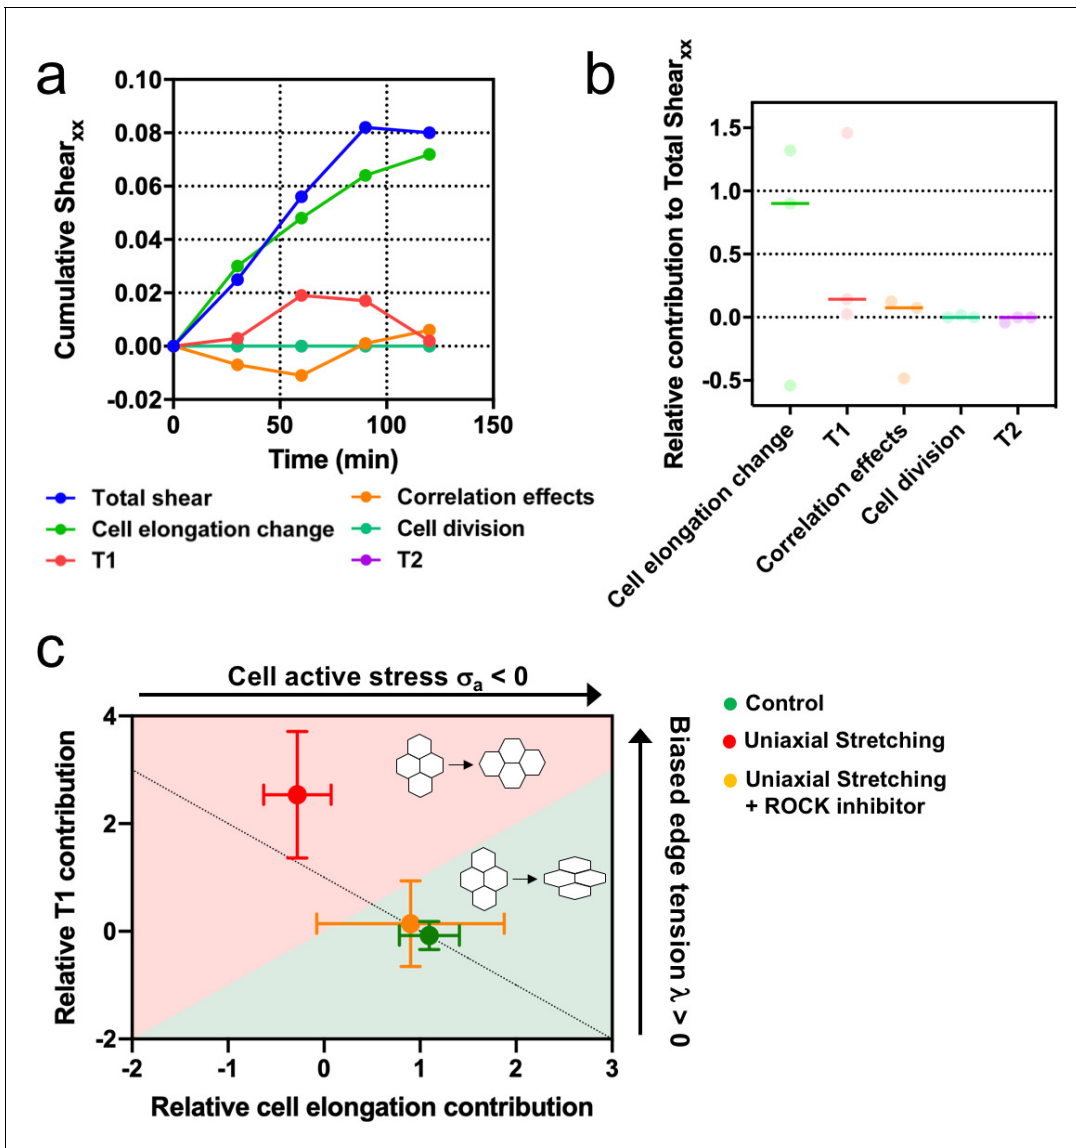 a
0.10
0.08
0.06
0.04
0.02
0.00
-0.02
Cumulative Shearxx
0
50
100
150
Time (min)
Total shear
Cell elongation change
T1
Correlation effects
Cell division
T2
b
Relative contribution to Total Shearxx
1.5
1.0
0.5
0.0
-0.5
Cell elongation change
T1
Correlation effects
Cell division
T2
c
Cell active stress σa < 0
4
2
0
-2
Relative T1 contribution
-2
-1
0
1
2
3
Relative cell elongation contribution
Biased edge tension λ > 0
Control
Uniaxial Stretching
Uniaxial Stretching
+ ROCK inhibitor